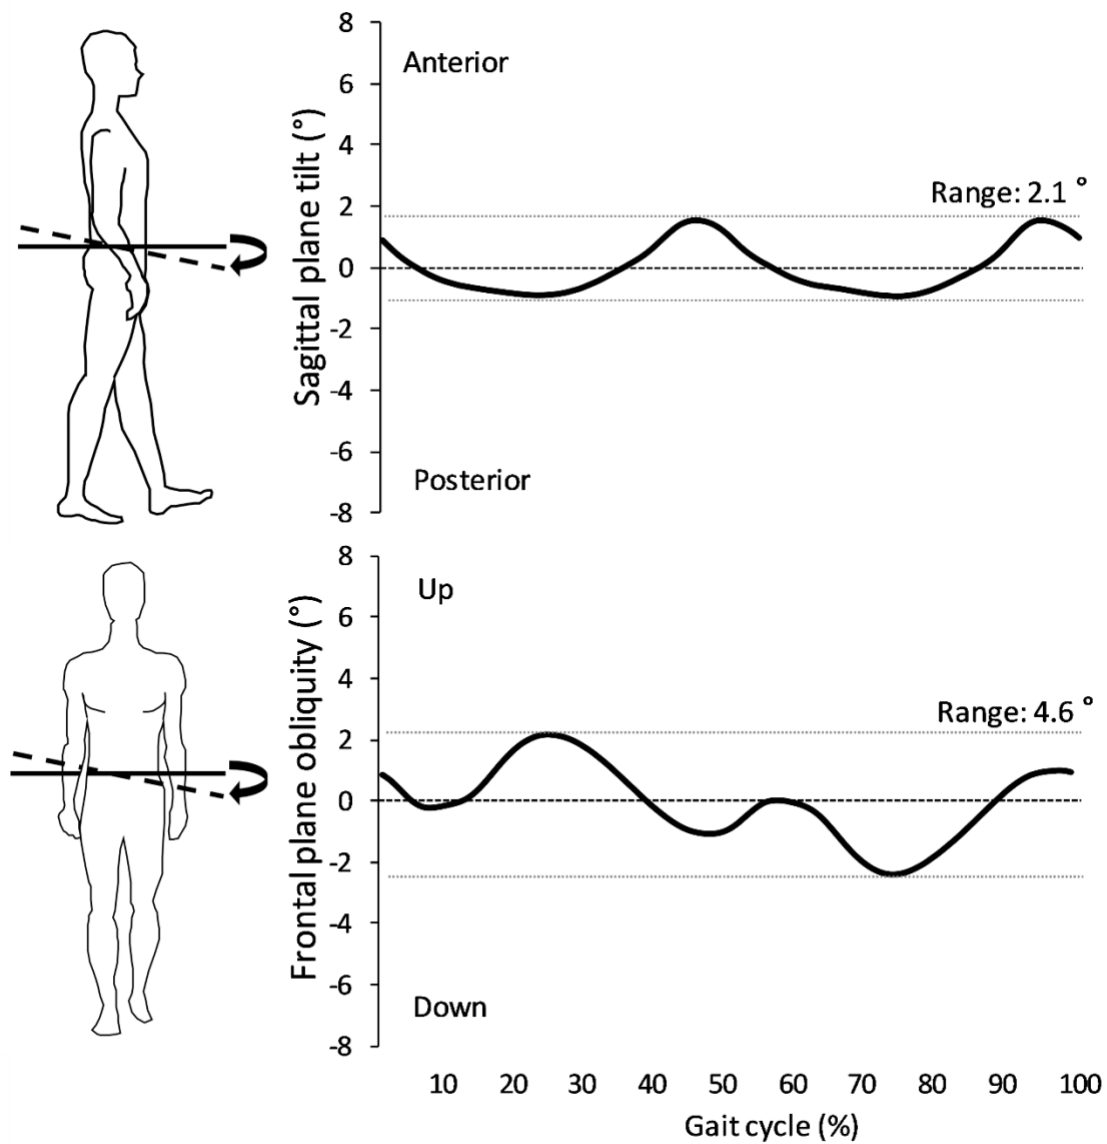 8
6
4
2
0
-2
-4
-6
-8
Sagittal plane tilt (°)
Anterior
Range: 2.1 °
Posterior
8
6
4
2
0
-2
-4
-6
-8
Frontal plane obliquity (°)
Up
Range: 4.6 °
Down
10 20 30 40 50 60 70 80 90 100
Gait cycle (%)